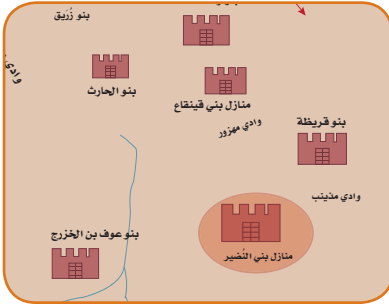 بنو زُرَيق
وادي
بنو الحارث
منازل بني قينقاع
وادي مهزور
بنو قريظة
وادي مذينب
بنو عوف بن الخزرج
منازل بني النُضير